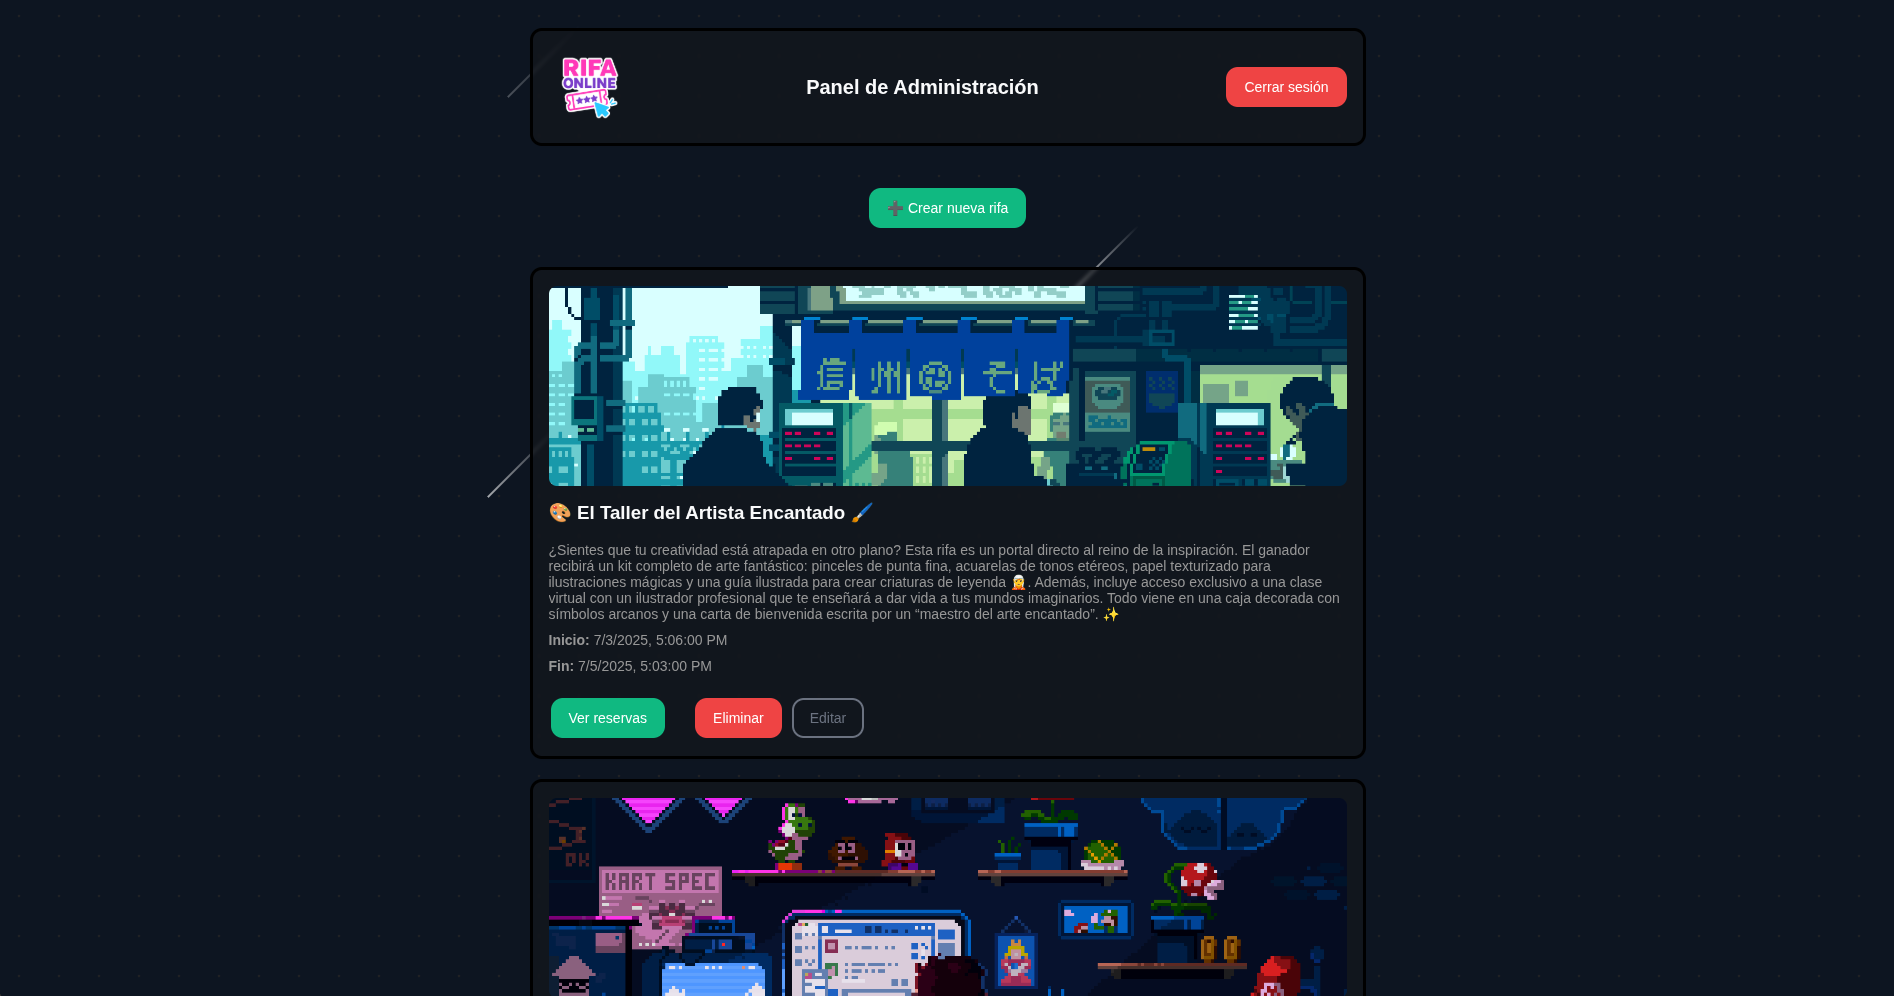 RIFA
ONLINE
Panel de Administración
Cerrar sesión
➕ Crear nueva rifa
信州そば
🎨 El Taller del Artista Encantado 🖌️
¿Sientes que tu creatividad está atrapada en otro plano? Esta rifa es un portal directo al reino de la inspiración. El ganador
recibirá un kit completo de arte fantástico: pinceles de punta fina, acuarelas de tonos etéreos, papel texturizado para
ilustraciones mágicas y una guía ilustrada para crear criaturas de leyenda 🧝. Además, incluye acceso exclusivo a una clase
virtual con un ilustrador profesional que te enseñará a dar vida a tus mundos imaginarios. Todo viene en una caja decorada con
símbolos arcanos y una carta de bienvenida escrita por un “maestro del arte encantado”. ✨
Inicio: 7/3/2025, 5:06:00 PM
Fin: 7/5/2025, 5:03:00 PM
Ver reservas
Eliminar
Editar
DK
KART SPEC